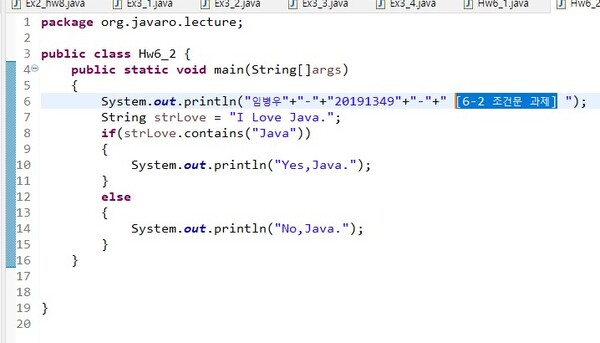 Ex2_hw8.java Ex3_1.java Ex3_2.java Ex3_3.java Ex3_4.java Hw6_1.java Hw6_2
1 package org.javaro.lecture;
2
3 public class Hw6_2 {
4 public static void main(String[]args)
5 {
6 System.out.println("임병우"+"-"+"20191349"+"-"+" [6-2 조건문 과제] ");
7 String strLove = "I Love Java.";
8 if(strLove.contains("Java"))
9 {
10 System.out.println("Yes,Java.");
11 }
12 else
13 {
14 System.out.println("No,Java.");
15 }
16 }
17
18
19 }
20